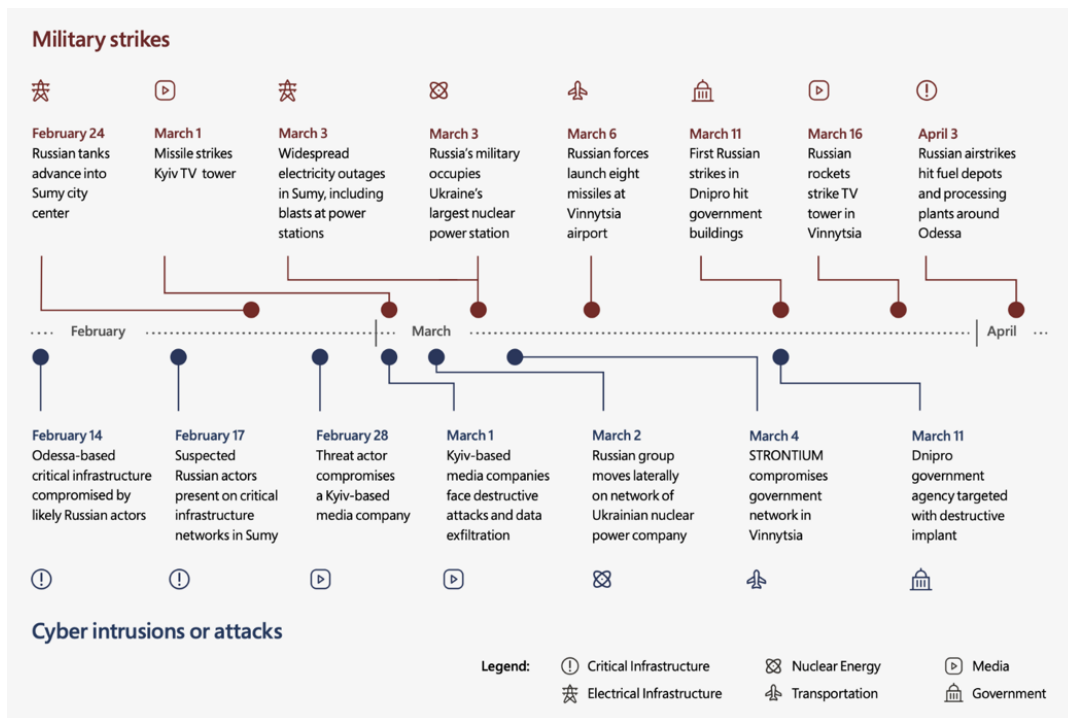 Military strikes
February 24
Russian tanks
advance into
Sumy city
center
March 1
Missile strikes
Kyiv TV tower
March 3
Widespread
electricity outages
in Sumy, including
blasts at power
stations
March 3
Russia's military
occupies
Ukraine's
largest nuclear
power station
March 6
Russian forces
launch eight
missiles at
Vinnytsia
airport
March 11
First Russian
strikes in
Dnipro hit
government
buildings
March 16
Russian
rockets
strike TV
tower in
Vinnytsia
April 3
Russian airstrikes
hit fuel depots
and processing
plants around
Odessa
February
March
April
February 14
Odessa-based
critical infrastructure
compromised by
likely Russian actors
February 17
Suspected
Russian actors
present on critical
infrastructure
networks in Sumy
February 28
Threat actor
compromises
a Kyiv-based
media company
March 1
Kyiv-based
media companies
face destructive
attacks and data
exfiltration
March 2
Russian group
moves laterally
on network of
Ukrainian nuclear
power company
March 4
STRONTIUM
compromises
government
network in
Vinnytsia
March 11
Dnipro
government
agency targeted
with destructive
implant
Cyber intrusions or attacks
Legend:
Critical Infrastructure
Nuclear Energy
Media
Electrical Infrastructure
Transportation
Government